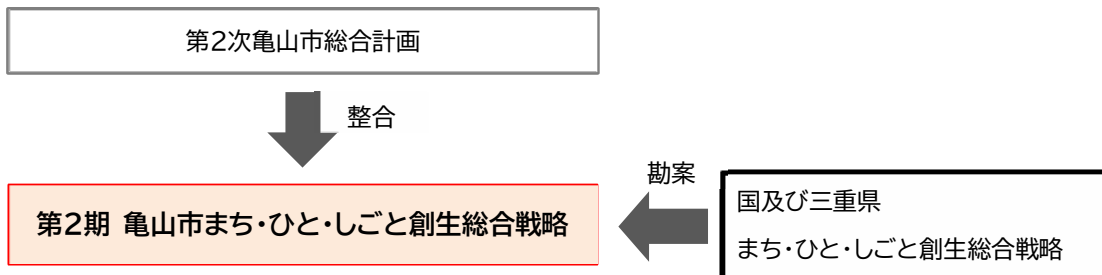 第2次亀山市総合計画
整合
勘案
第2期 亀山市まち・ひと・しごと創生総合戦略
国及び三重県
まち・ひと・しごと創生総合戦略